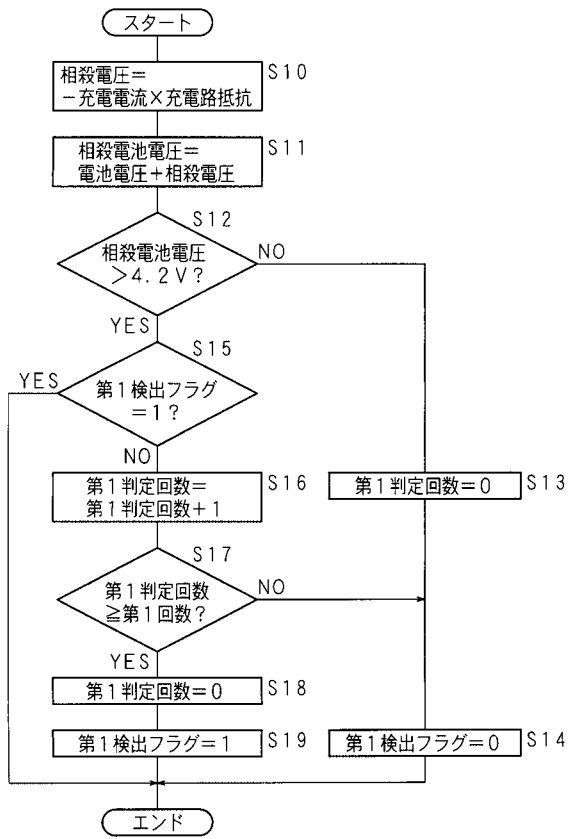 スタート
相殺電圧＝
－充電電流×充電路抵抗
S10
相殺電池電圧＝
電池電圧＋相殺電圧
S11
S12
相殺電池電圧
＞4.2V？
NO
YES
S15
YES
第1検出フラグ
＝1？
NO
第1判定回数＝
第1判定回数＋1
S16
第1判定回数＝0
S13
S17
第1判定回数
≧第1回数？
NO
YES
第1判定回数＝0
S18
第1検出フラグ＝1
S19
第1検出フラグ＝0
S14
エンド